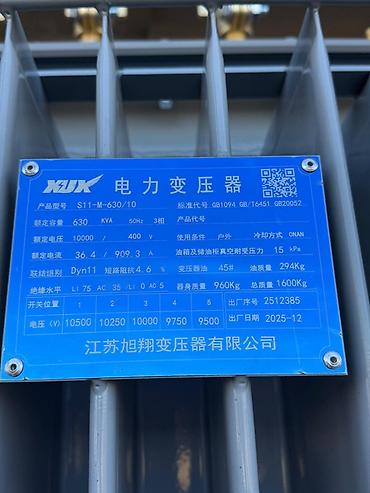 XUX 电力变压器
产品型号 S11-M-630/10 标准代号 GB1094 GB/T6451 GB20052
额定容量 630 KVA 50Hz 3相 产品代号
额定电压 10000 / 400 V 使用条件 户外 冷却方式 ONAN
额定电流 36.4 / 909.3 A 油箱及储油柜真空耐受压力 15 kPa
联结组别 Dyn11 短路阻抗 4.6 % 变压器油 45# 油质量 294Kg
绝缘水平 LI 75 AC 35 /LI 0 AC 5 器身质量 960Kg 总质量 1600Kg
开关位置 1 2 3 4 5 出厂序号 2512385
电压(V) 10500 10250 10000 9750 9500 出厂日期 2025-12
江苏旭翔变压器有限公司